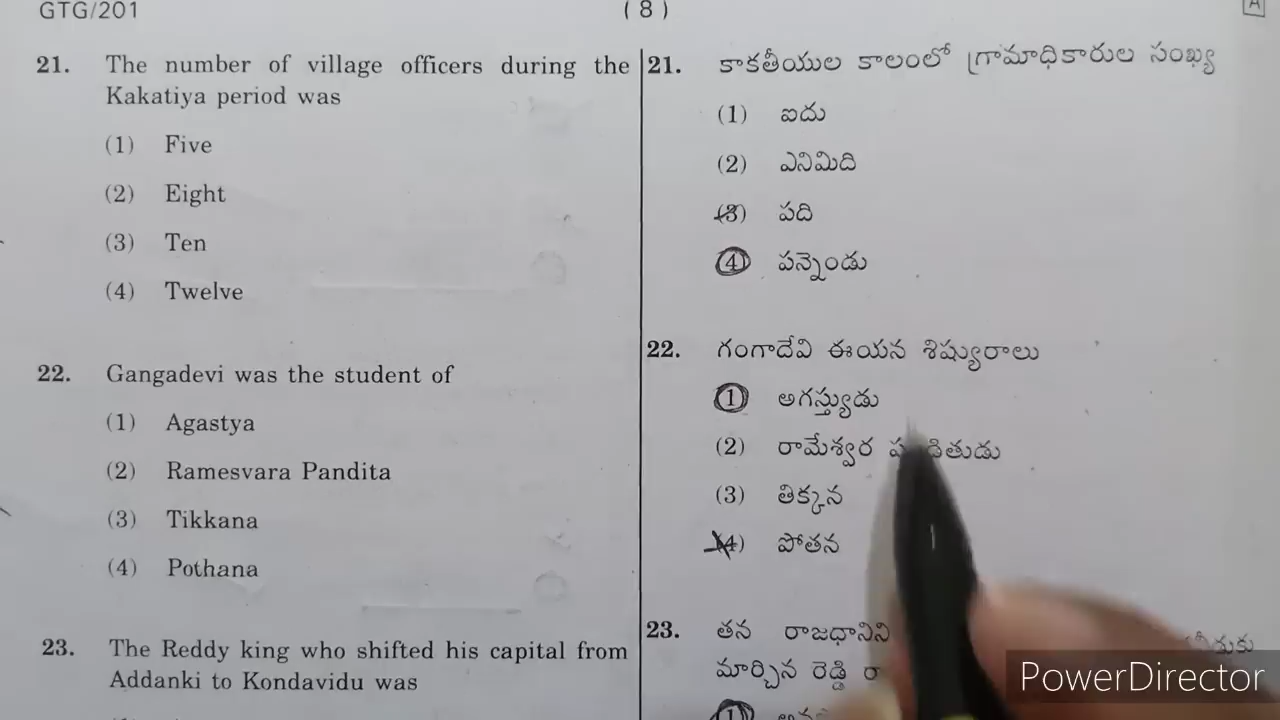 GTG/201
( 8 )
A
21. The number of village officers during the
Kakatiya period was
(1) Five
(2) Eight
(3) Ten
(4) Twelve
22. Gangadevi was the student of
(1) Agastya
(2) Ramesvara Pandita
(3) Tikkana
(4) Pothana
23. The Reddy king who shifted his capital from
Addanki to Kondavidu was
21. కాకతీయుల కాలంలో గ్రామాధికారుల సంఖ్య
(1) ఐదు
(2) ఎనిమిది
(3) పది
(4) పన్నెండు
22. గంగాదేవి ఈయన శిష్యురాలు
(1) అగస్త్యుడు
(2) రామేశ్వర
(3) తిక్కన
(4) పోతన
23. తన రాజధానిని
మార్చిన రెడ్డి
(1)
PowerDirector